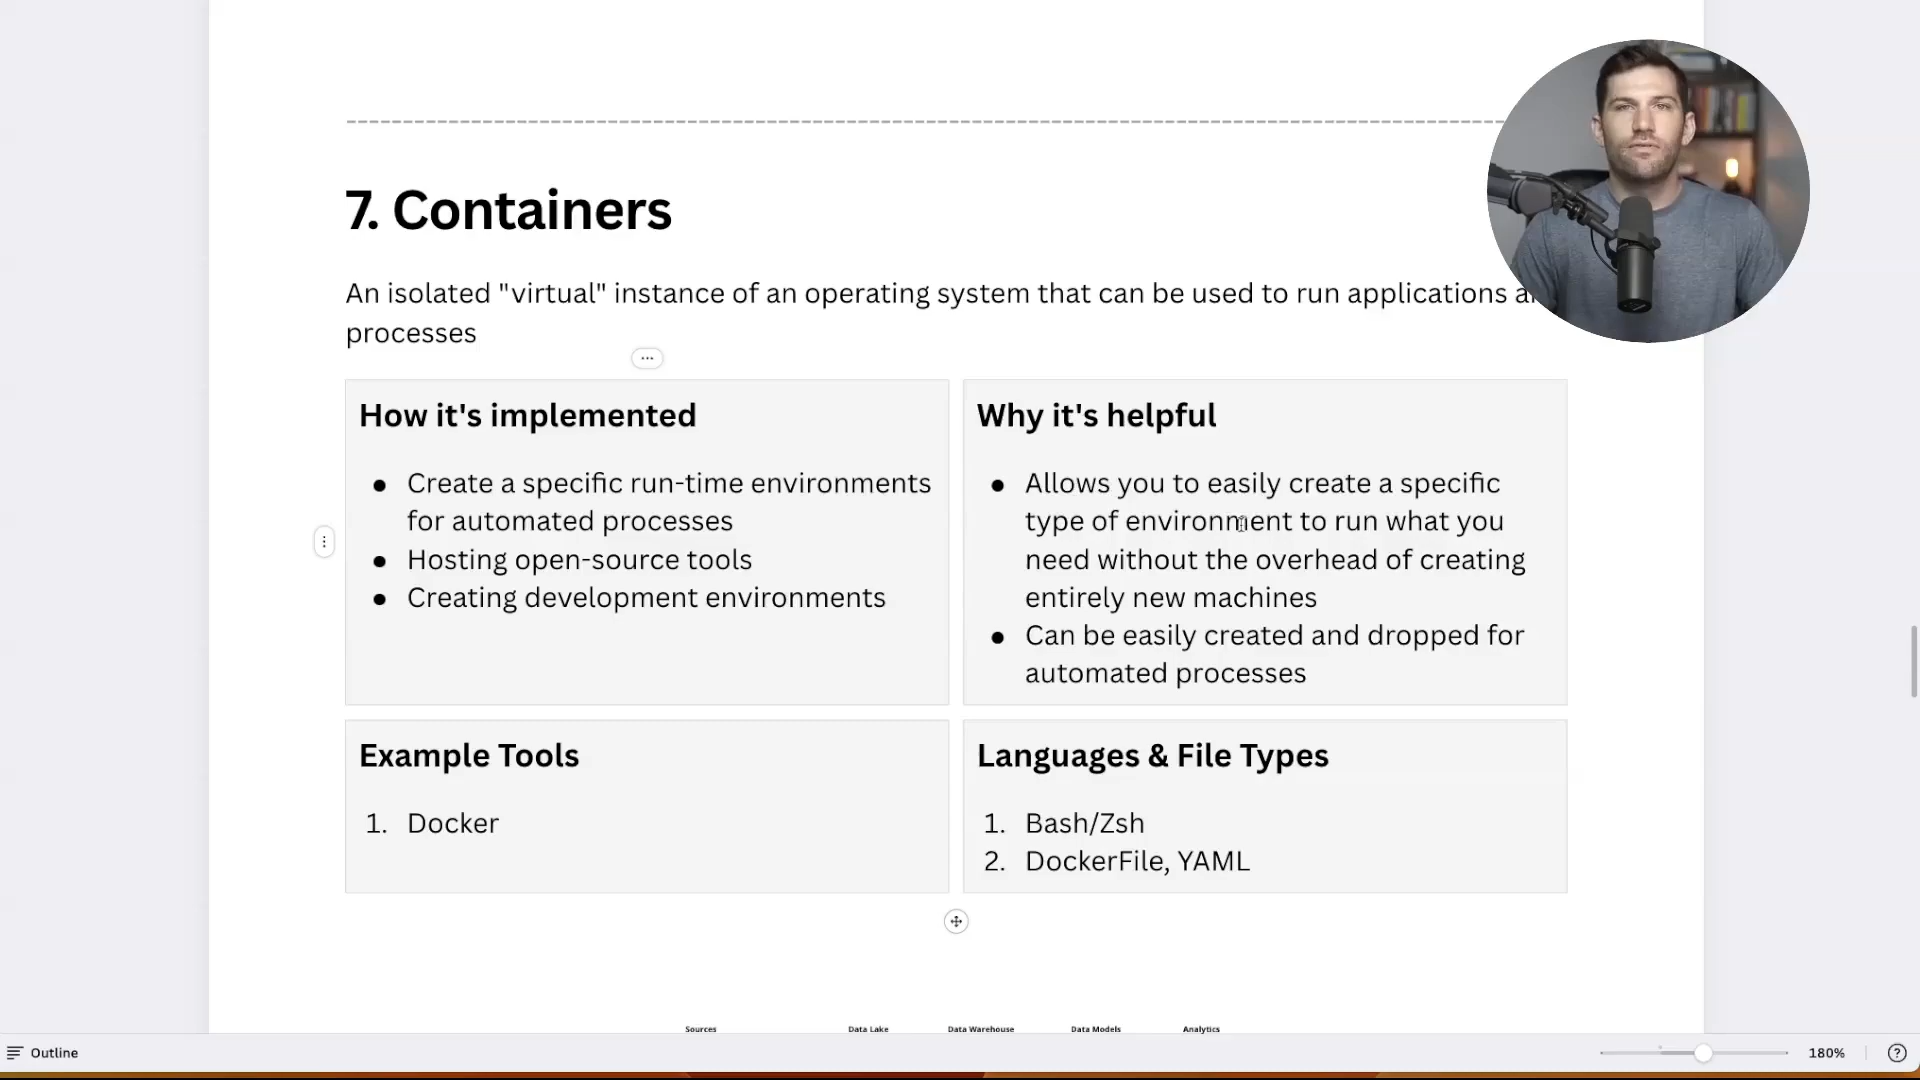 7. Containers
An isolated "virtual" instance of an operating system that can be used to run applications
processes
How it's implemented
● Create a specific run-time environments
for automated processes
● Hosting open-source tools
● Creating development environments
Why it's helpful
● Allows you to easily create a specific
type of environment to run what you
need without the overhead of creating
entirely new machines
● Can be easily created and dropped for
automated processes
Example Tools
1. Docker
Languages & File Types
1. Bash/Zsh
2. DockerFile, YAML
Sources Data Lake Data Warehouse Data Models Analytics
Outline
180%
?